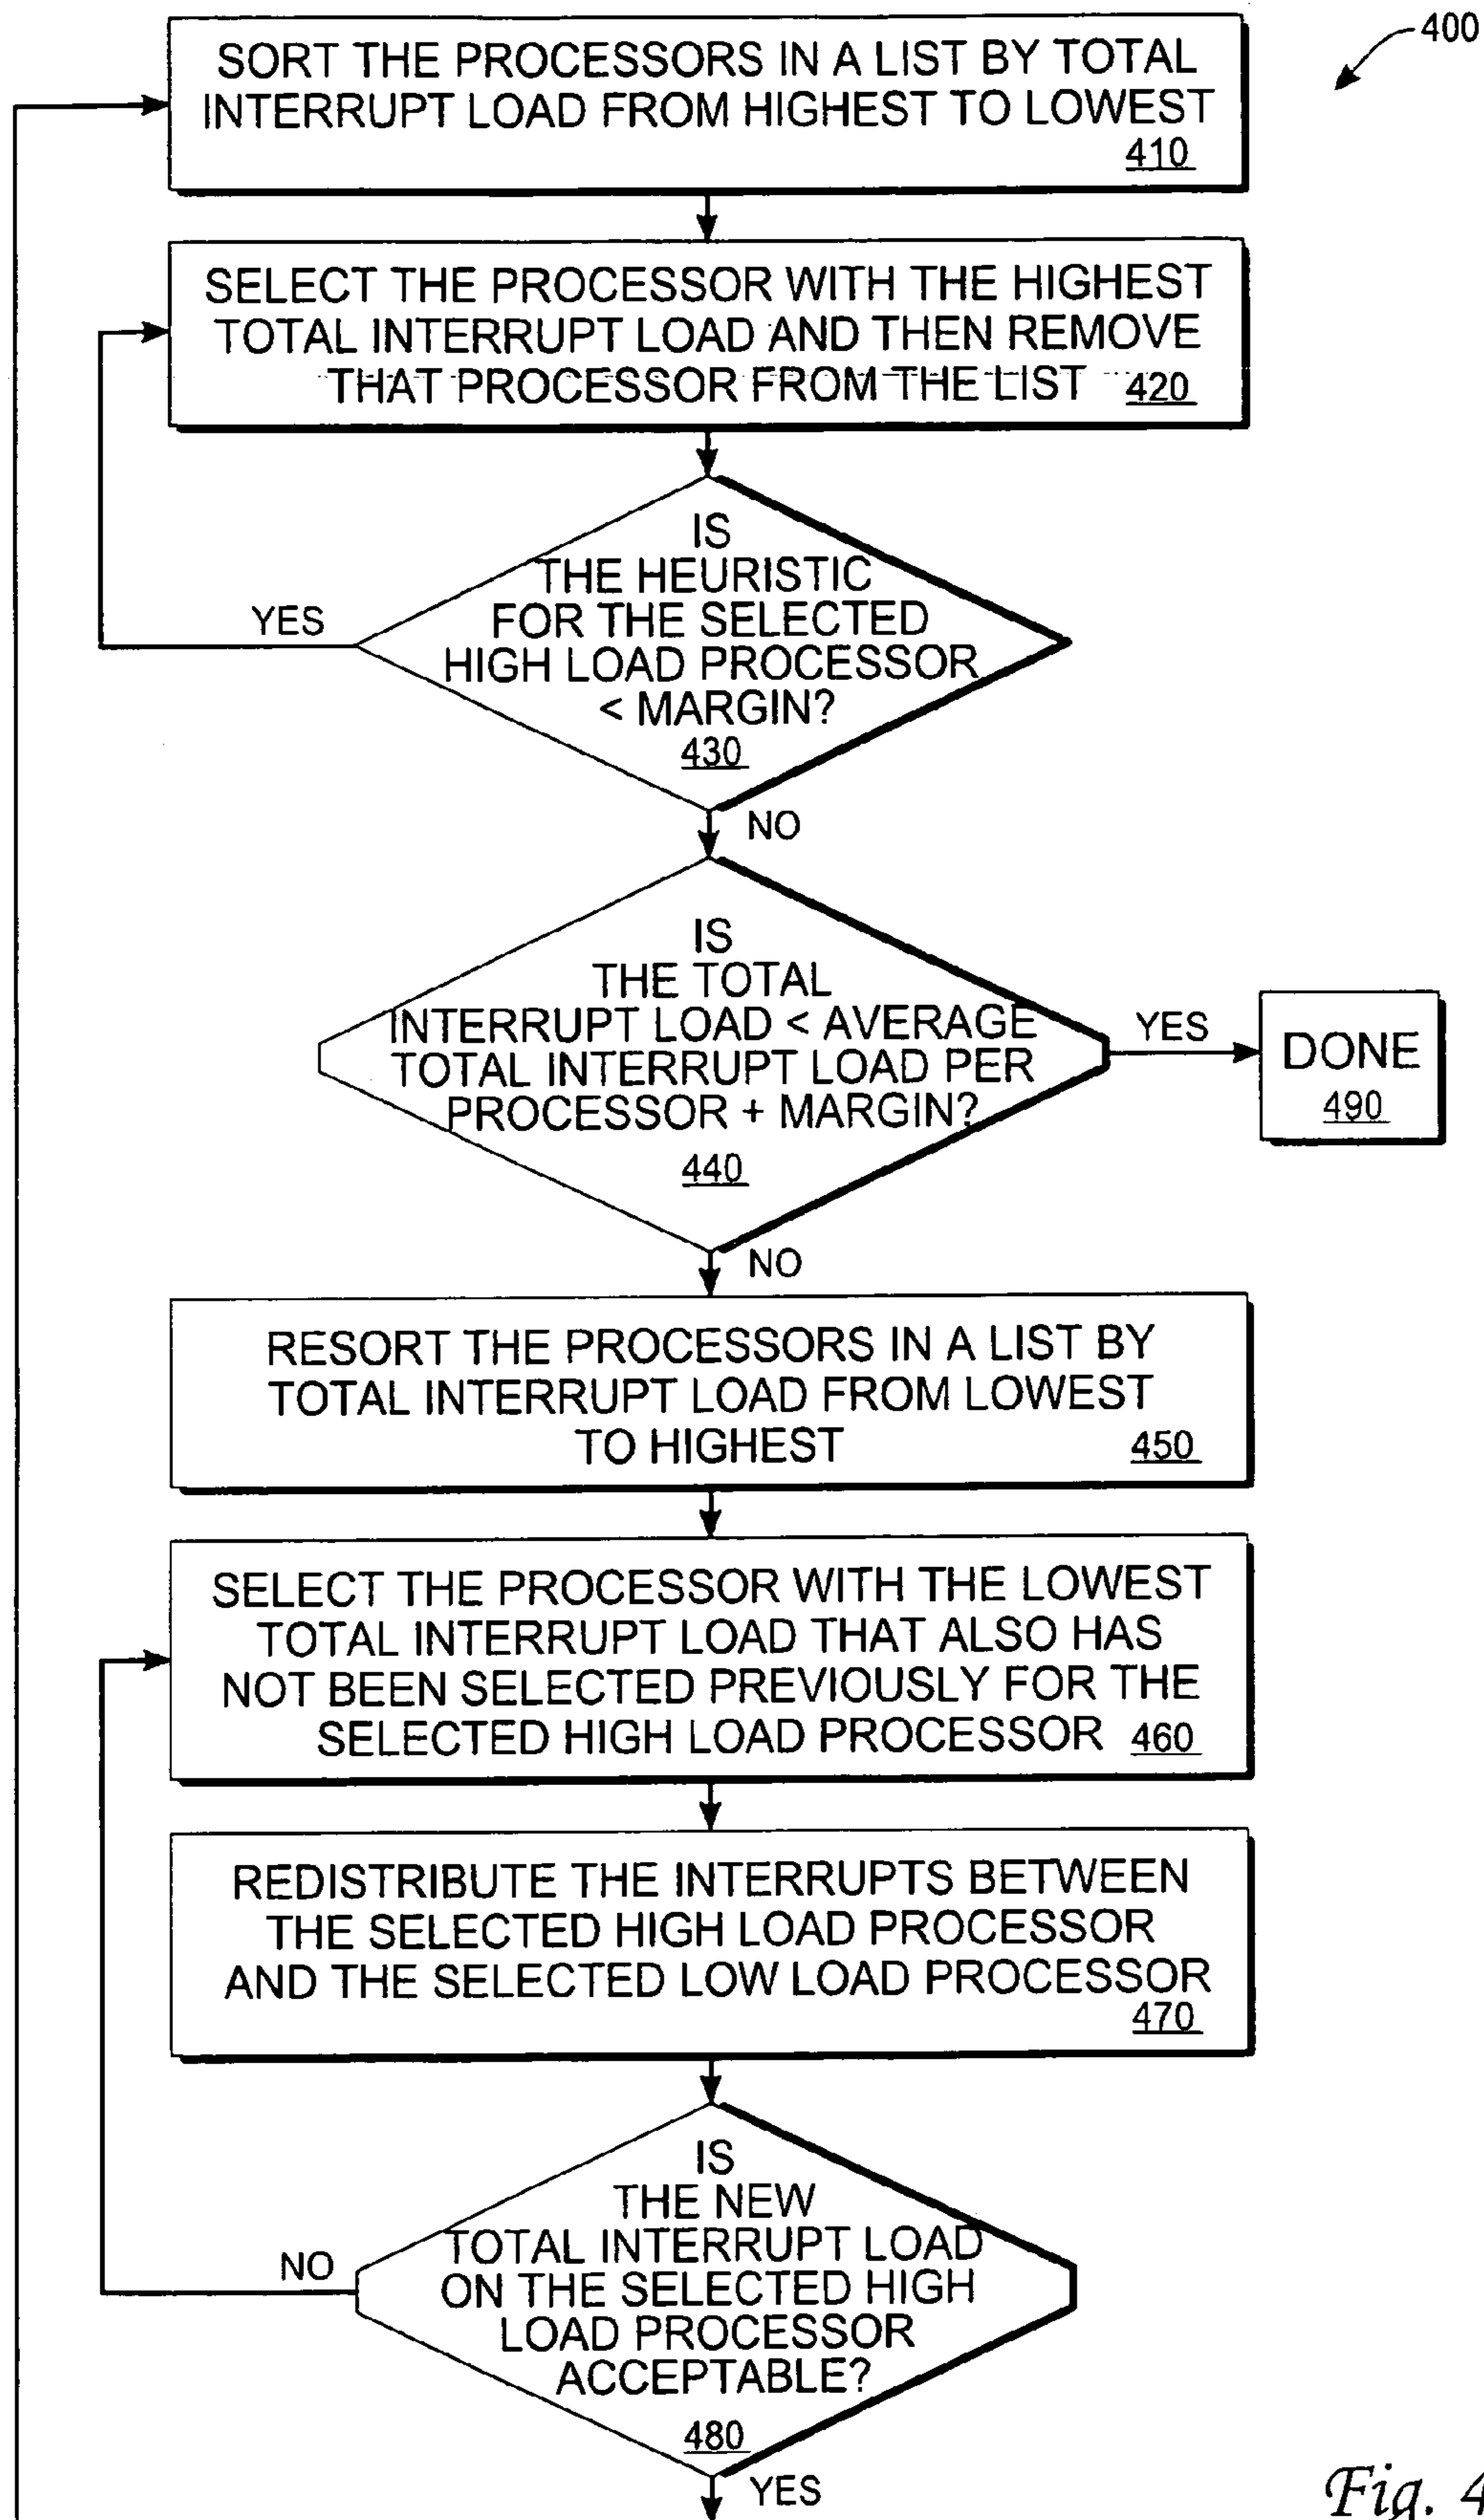 400
SORT THE PROCESSORS IN A LIST BY TOTAL
INTERRUPT LOAD FROM HIGHEST TO LOWEST
410
SELECT THE PROCESSOR WITH THE HIGHEST
TOTAL INTERRUPT LOAD AND THEN REMOVE
THAT PROCESSOR FROM THE LIST 420
IS
THE HEURISTIC
FOR THE SELECTED
HIGH LOAD PROCESSOR
< MARGIN?
430
YES
NO
IS
THE TOTAL
INTERRUPT LOAD < AVERAGE
TOTAL INTERRUPT LOAD PER
PROCESSOR + MARGIN?
440
YES
DONE
490
NO
RESORT THE PROCESSORS IN A LIST BY
TOTAL INTERRUPT LOAD FROM LOWEST
TO HIGHEST 450
SELECT THE PROCESSOR WITH THE LOWEST
TOTAL INTERRUPT LOAD THAT ALSO HAS
NOT BEEN SELECTED PREVIOUSLY FOR THE
SELECTED HIGH LOAD PROCESSOR 460
REDISTRIBUTE THE INTERRUPTS BETWEEN
THE SELECTED HIGH LOAD PROCESSOR
AND THE SELECTED LOW LOAD PROCESSOR
470
IS
THE NEW
TOTAL INTERRUPT LOAD
ON THE SELECTED HIGH
LOAD PROCESSOR
ACCEPTABLE?
480
NO
YES
Fig. 4